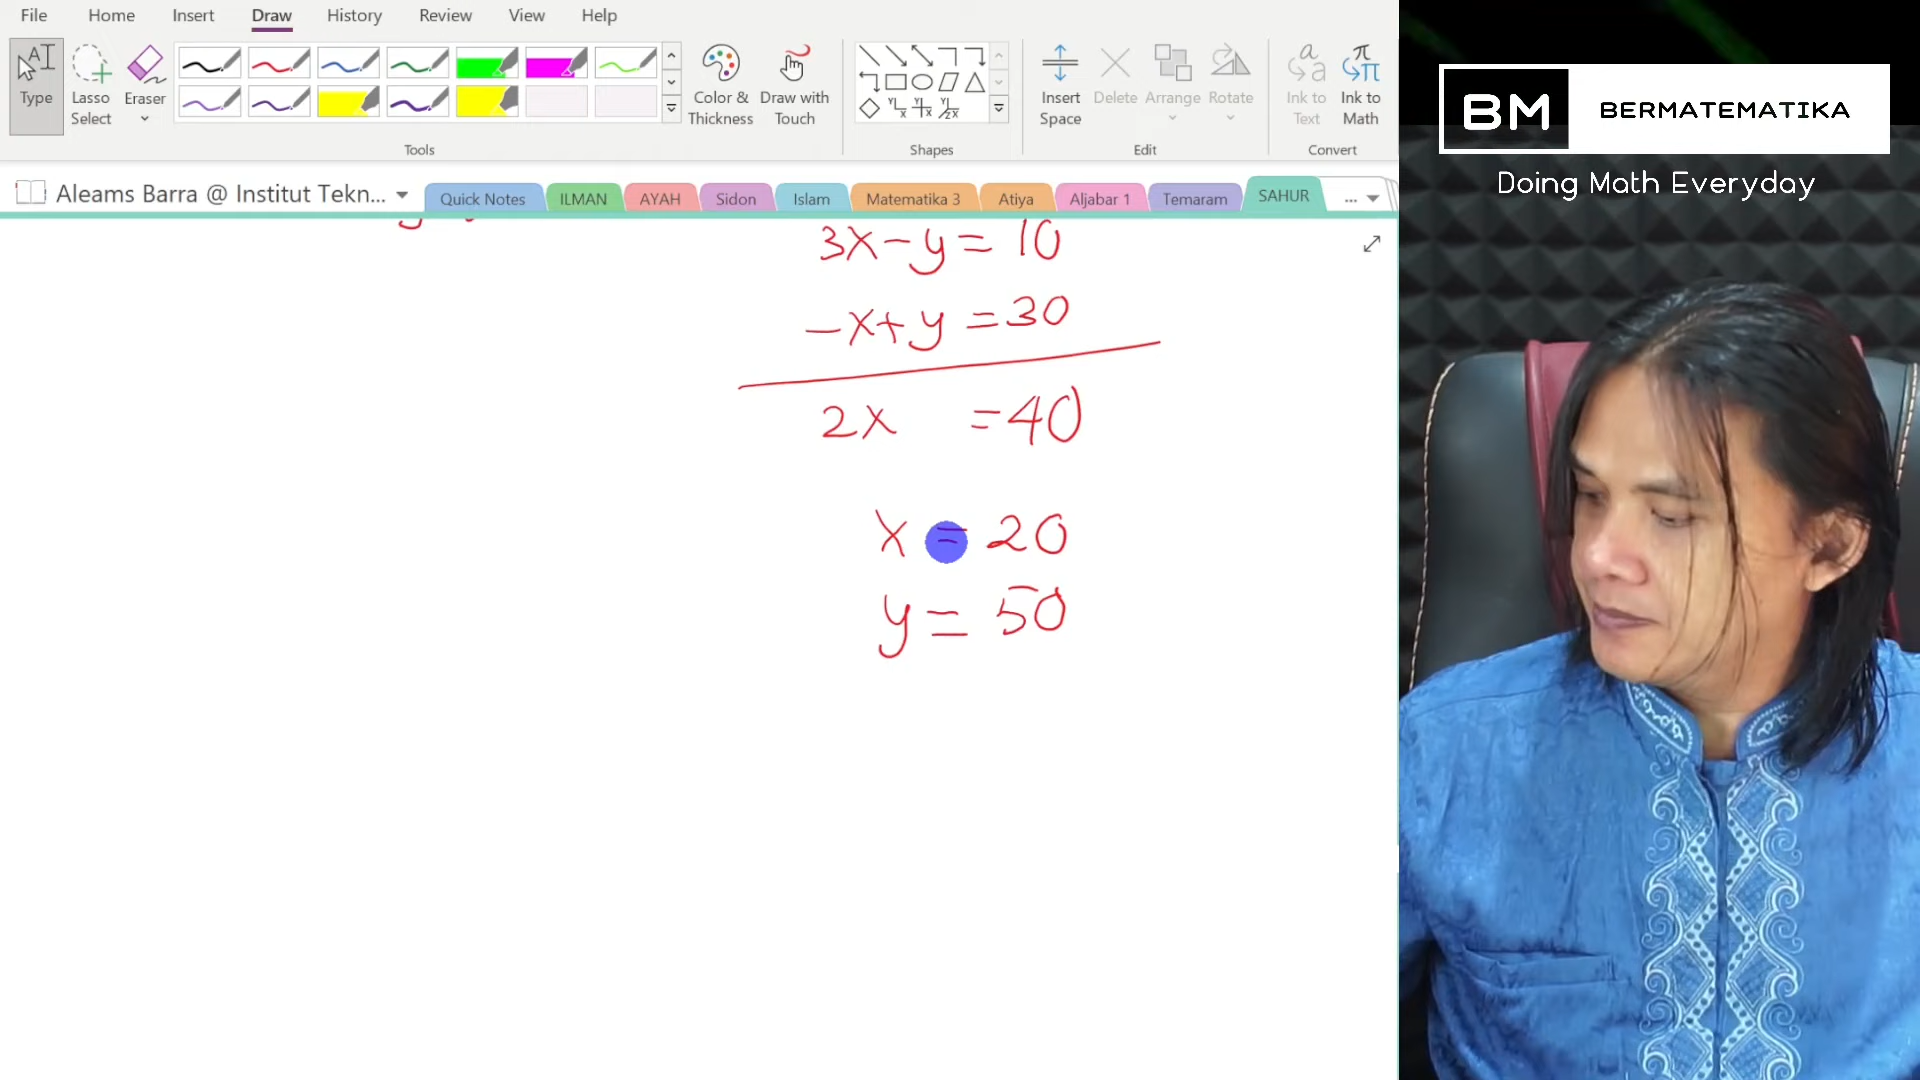 File Home Insert Draw History Review View Help
Type
Lasso Select
Eraser
Color & Thickness
Draw with Touch
Insert Space
Delete
Arrange
Rotate
Ink to Text
Ink to Math
Tools
Shapes
Edit
Convert
Aleams Barra @ Institut Tekn...
Quick Notes ILMAN AYAH Sidon Islam Matematika 3 Atiya Aljabar 1 Temaram SAHUR ...
3x-y= 10
-x+y =30
2x =40
x = 20
y= 50
BM BERMATEMATIKA
Doing Math Everyday